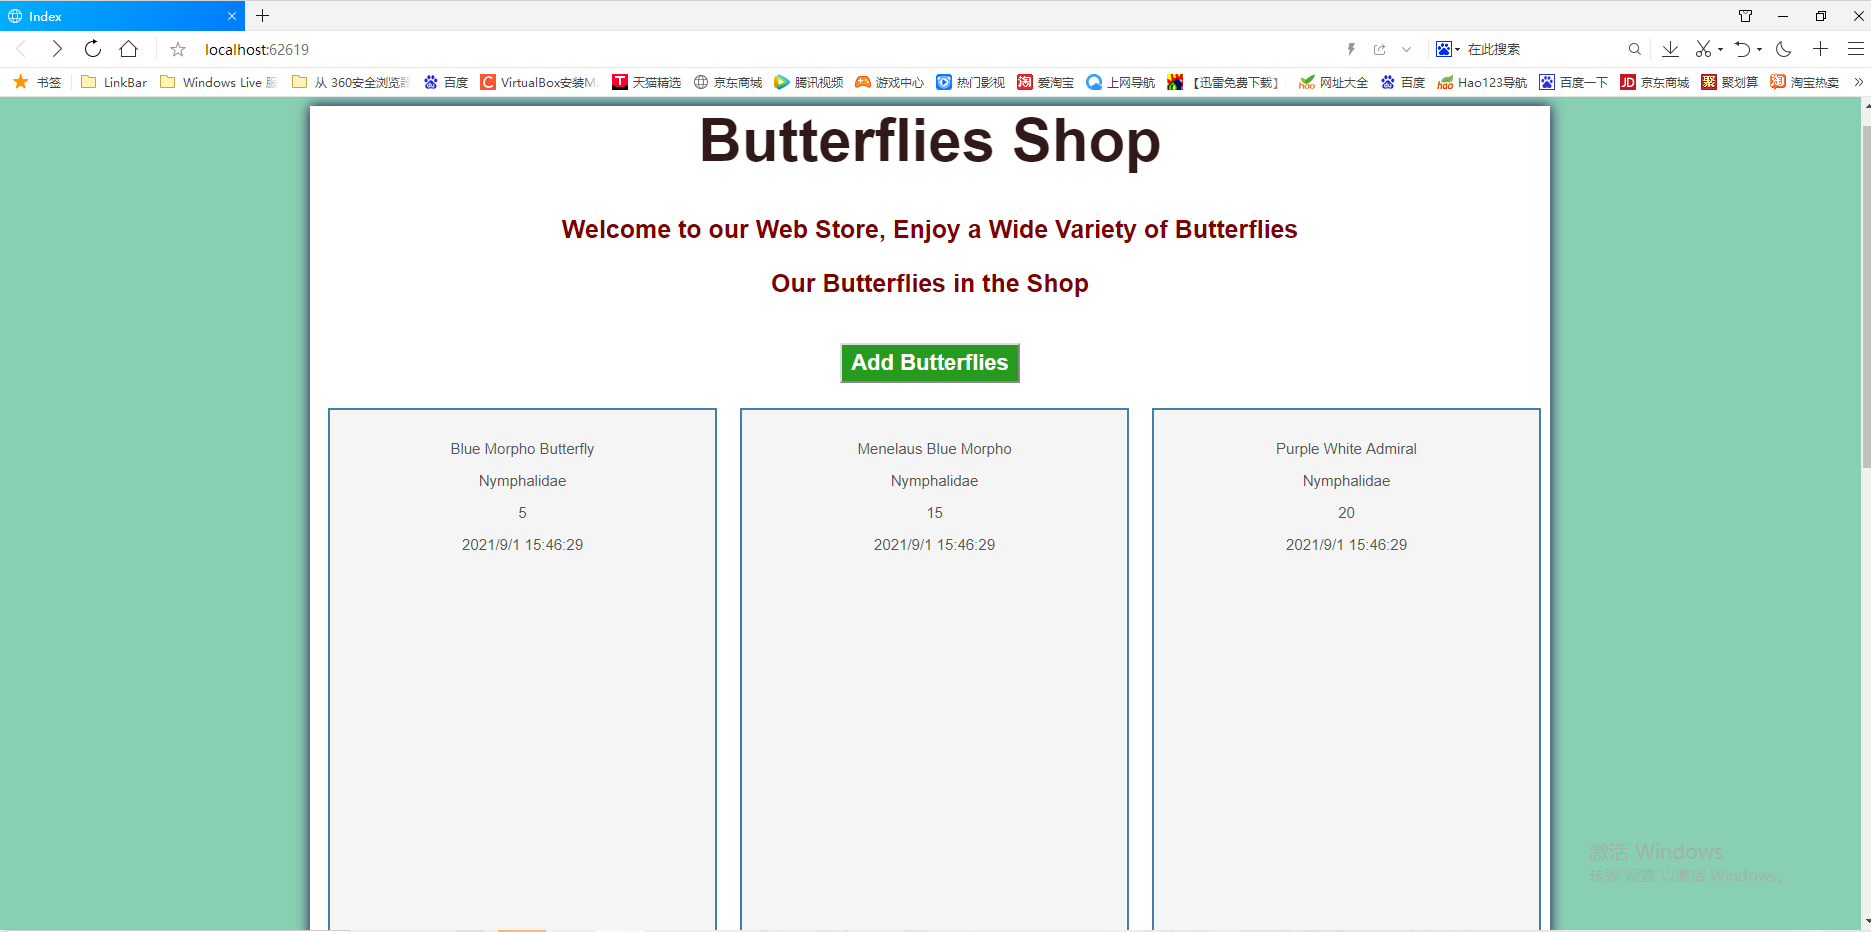 Index
localhost:62619
在此搜索
书签
LinkBar
Windows Live 服
从 360安全浏览器
百度
VirtualBox安装M
天猫精选
京东商城
腾讯视频
游戏中心
热门影视
爱淘宝
上网导航
【迅雷免费下载】
网址大全
百度
Hao123导航
百度一下
京东商城
聚划算
淘宝热卖
Butterflies Shop
Welcome to our Web Store, Enjoy a Wide Variety of Butterflies
Our Butterflies in the Shop
Add Butterflies
Blue Morpho Butterfly
Nymphalidae
5
2021/9/1 15:46:29
Menelaus Blue Morpho
Nymphalidae
15
2021/9/1 15:46:29
Purple White Admiral
Nymphalidae
20
2021/9/1 15:46:29
激活 Windows
转到"设置"以激活 Windows。